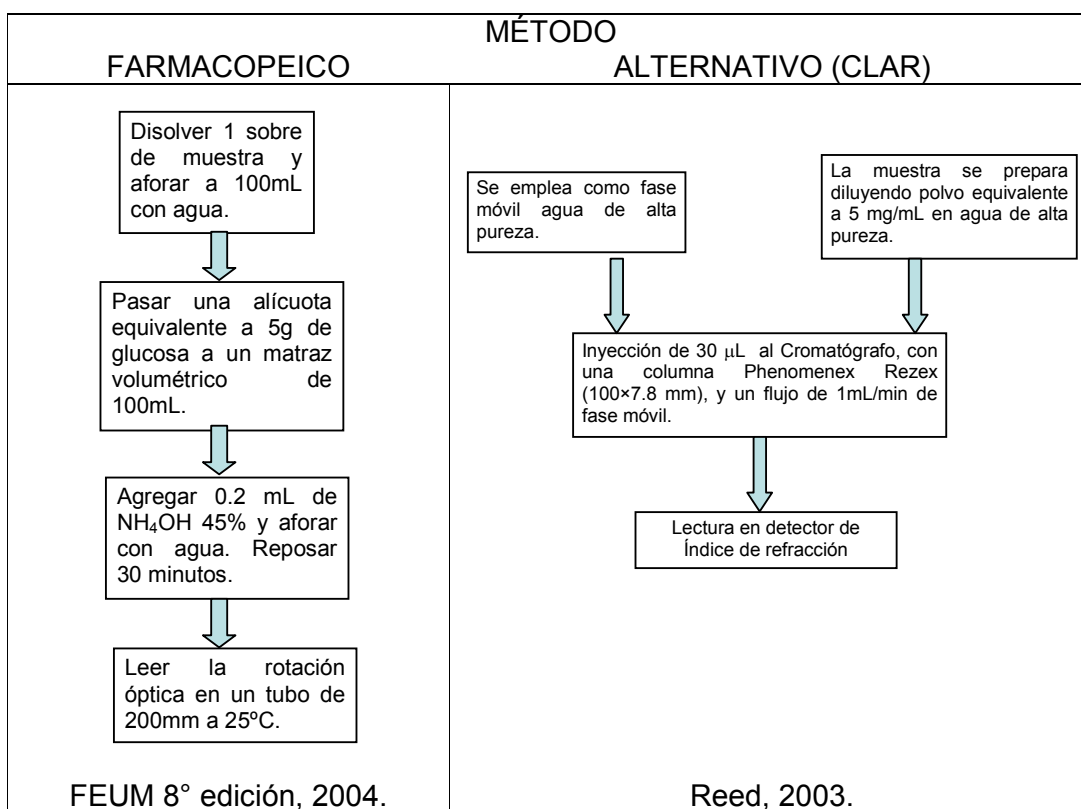 MÉTODO
FARMACOPEICO
ALTERNATIVO (CLAR)
Disolver 1 sobre
de muestra y
aforar a 100mL
con agua.
Pasar una alícuota
equivalente a 5g de
glucosa a un matraz
volumétrico de
100mL.
Agregar 0.2 mL de
NH₄OH 45% y aforar
con agua. Reposar
30 minutos.
Leer la rotación
óptica en un tubo de
200mm a 25ºC.
FEUM 8° edición, 2004.
Se emplea como fase
móvil agua de alta
pureza.
La muestra se prepara
diluyendo polvo equivalente
a 5 mg/mL en agua de alta
pureza.
Inyección de 30 μL al Cromatógrafo, con
una columna Phenomenex Rezex
(100×7.8 mm), y un flujo de 1mL/min de
fase móvil.
Lectura en detector de
Índice de refracción
Reed, 2003.